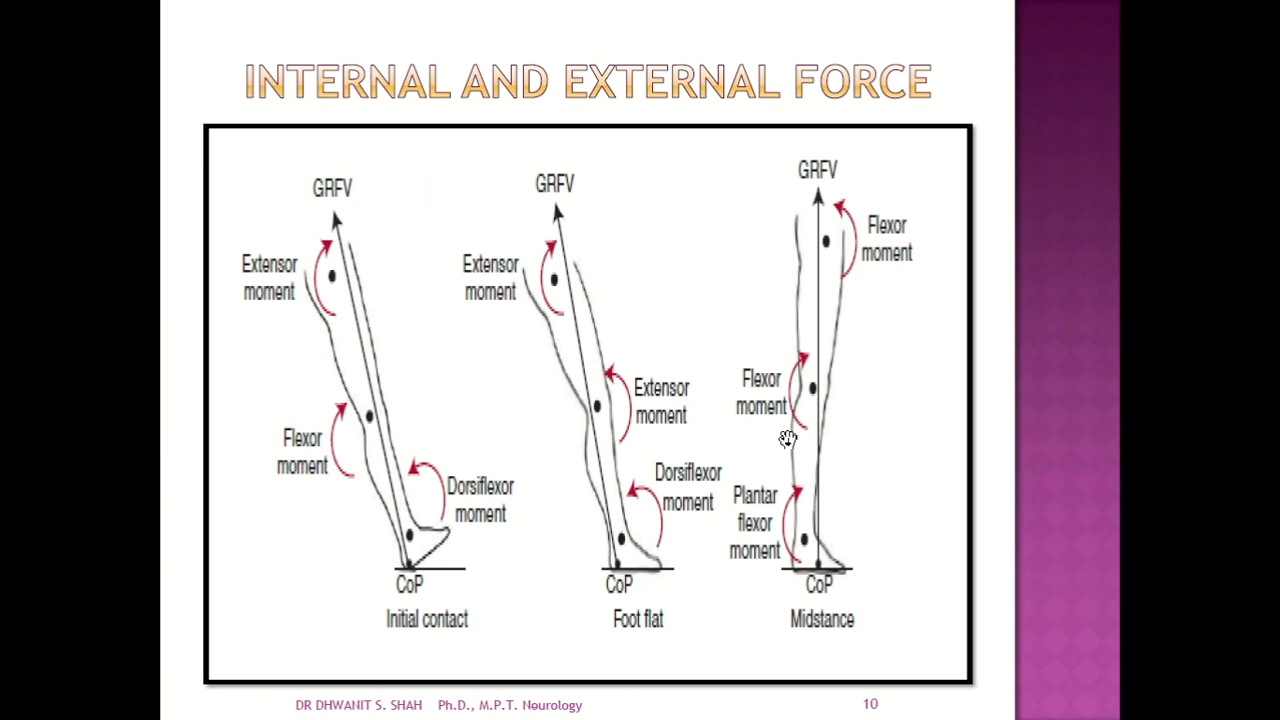 INTERNAL AND EXTERNAL FORCE
GRFV
Extensor
moment
Flexor
moment
Dorsiflexor
moment
CoP
Initial contact
GRFV
Extensor
moment
Extensor
moment
Dorsiflexor
moment
CoP
Foot flat
GRFV
Flexor
moment
Flexor
moment
Plantar
flexor
moment
CoP
Midstance
DR DHWANIT S. SHAH Ph.D., M.P.T. Neurology
10